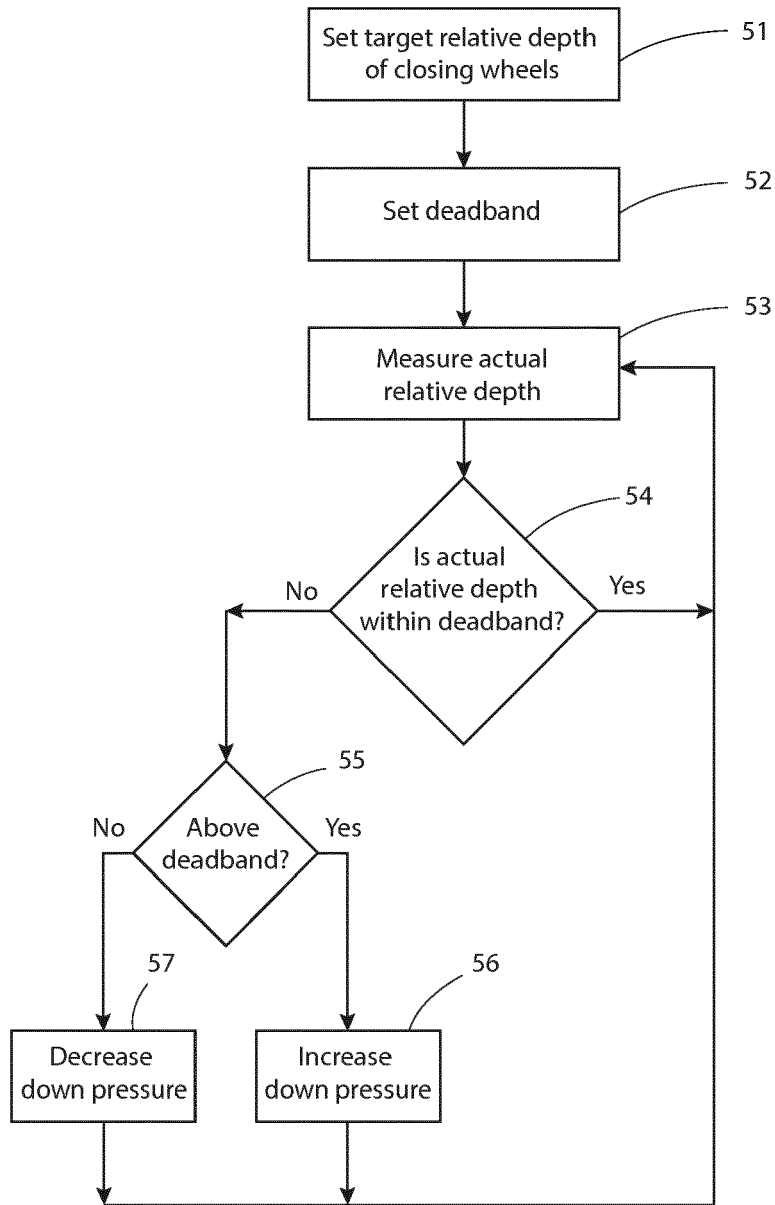 Set target relative depth
of closing wheels
51
Set deadband
52
53
Measure actual
relative depth
54
Is actual
relative depth
within deadband?
No
Yes
55
Above
deadband?
No
Yes
57
56
Decrease
down pressure
Increase
down pressure